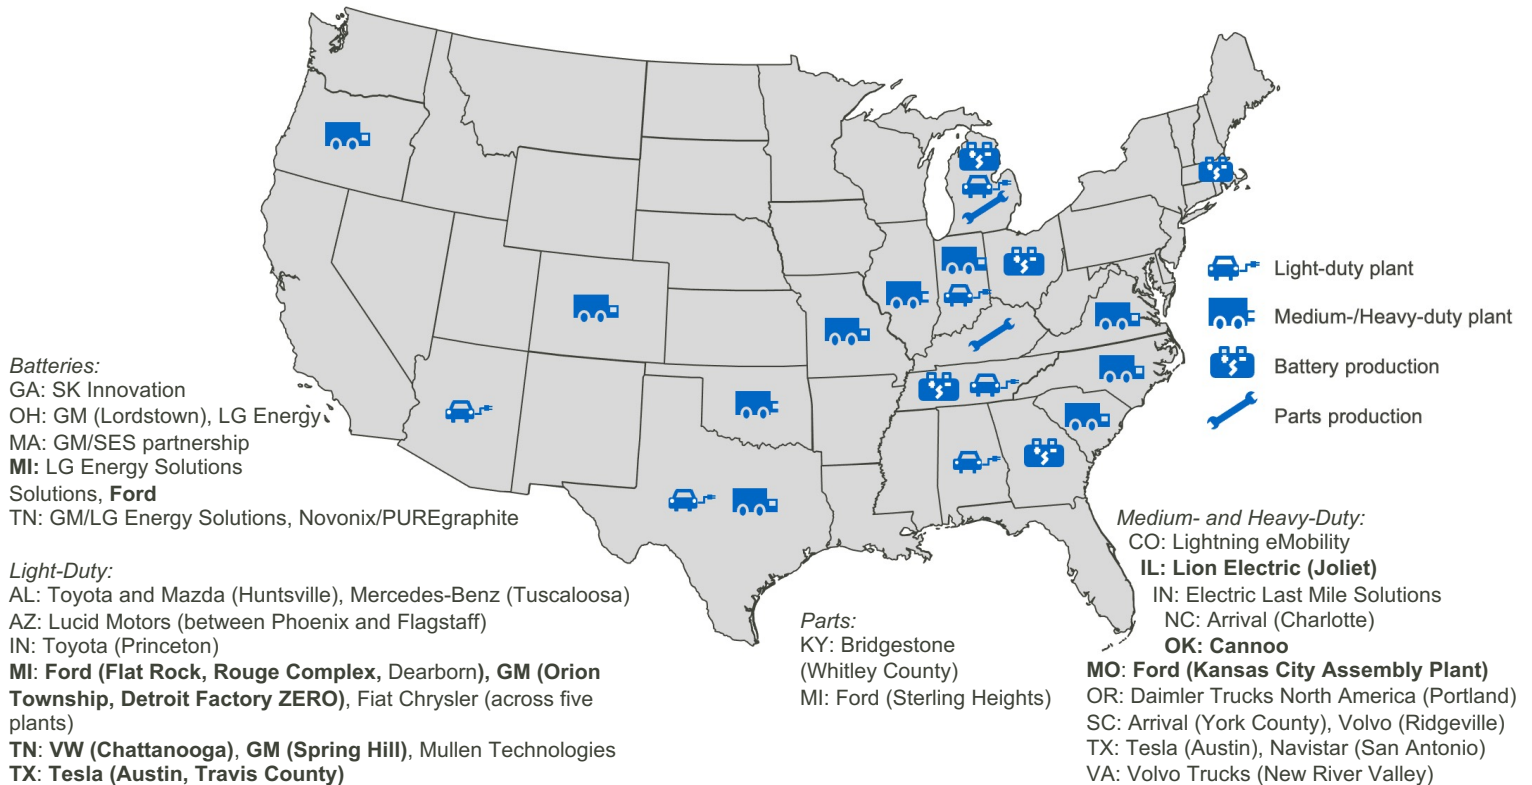 Light-duty plant
Medium-/Heavy-duty plant
Battery production
Parts production
Batteries:
GA: SK Innovation
OH: GM (Lordstown), LG Energy
MA: GM/SES partnership
MI: LG Energy Solutions
Solutions, Ford
TN: GM/LG Energy Solutions, Novonix/PUREgraphite
Light-Duty:
AL: Toyota and Mazda (Huntsville), Mercedes-Benz (Tuscaloosa)
AZ: Lucid Motors (between Phoenix and Flagstaff)
IN: Toyota (Princeton)
MI: Ford (Flat Rock, Rouge Complex, Dearborn), GM (Orion
Township, Detroit Factory ZERO), Fiat Chrysler (across five
plants)
TN: VW (Chattanooga), GM (Spring Hill), Mullen Technologies
TX: Tesla (Austin, Travis County)
Parts:
KY: Bridgestone
(Whitley County)
MI: Ford (Sterling Heights)
Medium- and Heavy-Duty:
CO: Lightning eMobility
IL: Lion Electric (Joliet)
IN: Electric Last Mile Solutions
NC: Arrival (Charlotte)
OK: Cannoo
MO: Ford (Kansas City Assembly Plant)
OR: Daimler Trucks North America (Portland)
SC: Arrival (York County), Volvo (Ridgeville)
TX: Tesla (Austin), Navistar (San Antonio)
VA: Volvo Trucks (New River Valley)